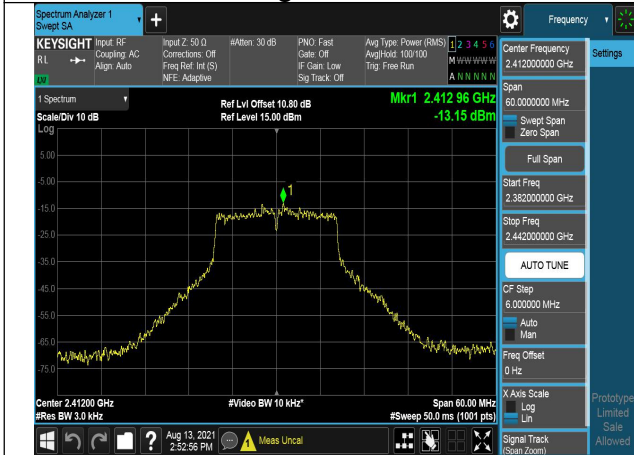 Spectrum Analyzer 1
Swept SA
KEYSIGHT
RL
Input: RF
Coupling: AC
Align: Auto
Input Z: 50 Ω
Corrections: Off
Freq Ref: Int (S)
NFE: Adaptive
#Atten: 30 dB
PNO: Fast
Gate: Off
IF Gain: Low
Sig Track: Off
Avg Type: Power (RMS)
Avg|Hold: 100/100
Trig: Free Run
1 2 3 4 5 6
M W W W W W
A N N N N N
1 Spectrum
Scale/Div 10 dB
Ref Lvl Offset 10.80 dB
Ref Level 15.00 dBm
Mkr1 2.412 96 GHz
-13.15 dBm
Log
5.00
-5.00
-15.0
-25.0
-35.0
-45.0
-55.0
-65.0
-75.0
1
Center 2.41200 GHz
#Res BW 3.0 kHz
#Video BW 10 kHz*
Span 60.00 MHz
#Sweep 50.0 ms (1001 pts)
Aug 13, 2021
2:52:56 PM
Meas Uncal
Frequency
Settings
Center Frequency
2.412000000 GHz
Span
60.0000000 MHz
Swept Span
Zero Span
Full Span
Start Freq
2.382000000 GHz
Stop Freq
2.442000000 GHz
AUTO TUNE
CF Step
6.000000 MHz
Auto
Man
Freq Offset
0 Hz
X Axis Scale
Log
Lin
Signal Track
(Span Zoom)
Prototype
Limited
Sale
Allowed